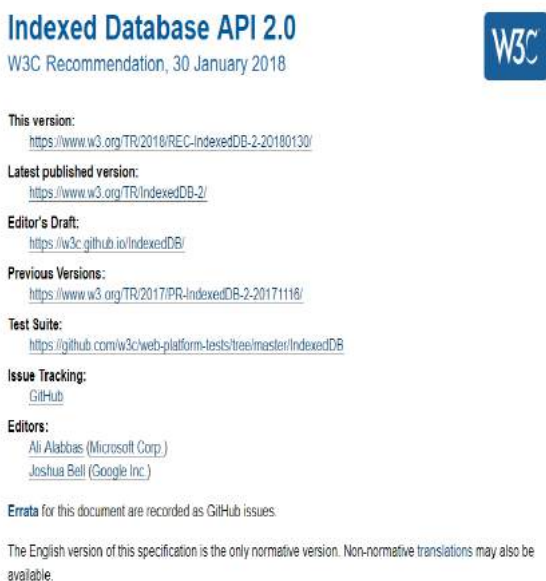 Indexed Database API 2.0
W3C Recommendation, 30 January 2018
W3C
This version:
https://www.w3.org/TR/2018/REC-IndexedDB-2-20180130/
Latest published version:
https://www.w3.org/TR/IndexedDB-2/
Editor's Draft:
https://w3c.github.io/IndexedDB/
Previous Versions:
https://www.w3.org/TR/2017/PR-IndexedDB-2-20171116/
Test Suite:
https://github.com/w3c/web-platform-tests/tree/master/IndexedDB
Issue Tracking:
GitHub
Editors:
Ali Alabbas (Microsoft Corp.)
Joshua Bell (Google Inc.)
Errata for this document are recorded as GitHub issues.
The English version of this specification is the only normative version. Non-normative translations may also be
available.